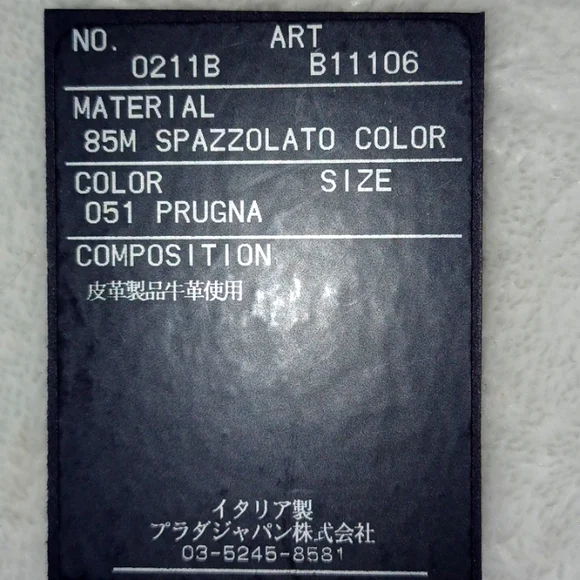 NO. ART
0211B B11106
MATERIAL
85M SPAZZOLATO COLOR
COLOR SIZE
051 PRUGNA
COMPOSITION
皮革製品牛革使用
イタリア製
プラダジャパン株式会社
03-5245-8581